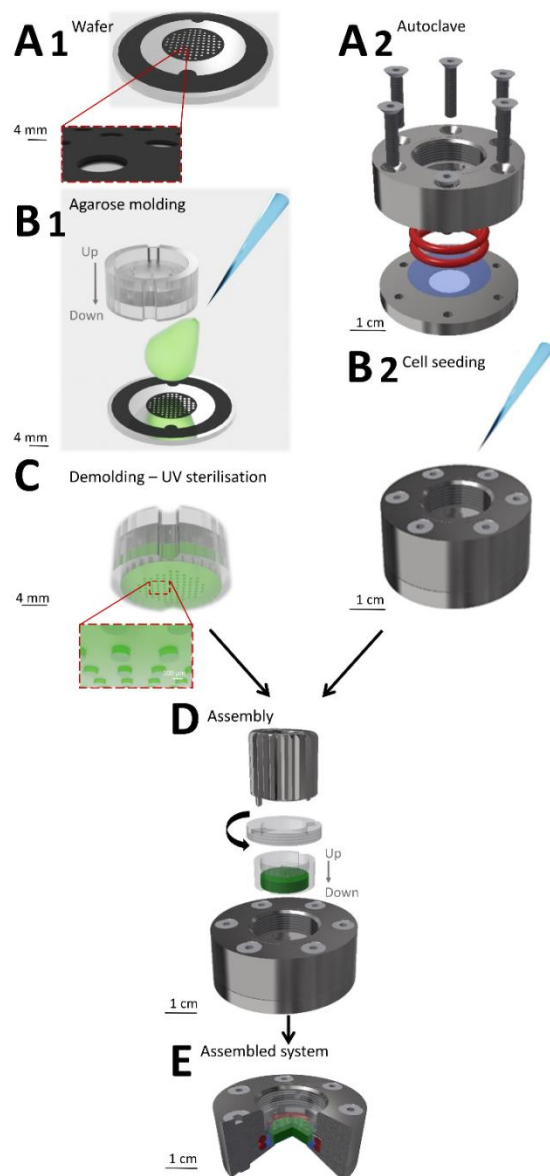 A1 Wafer
4 mm
A2 Autoclave
1 cm
B1 Agarose molding
Up
Down
4 mm
B2 Cell seeding
1 cm
C Demolding – UV sterilisation
4 mm
D Assembly
Up
Down
1 cm
E Assembled system
1 cm